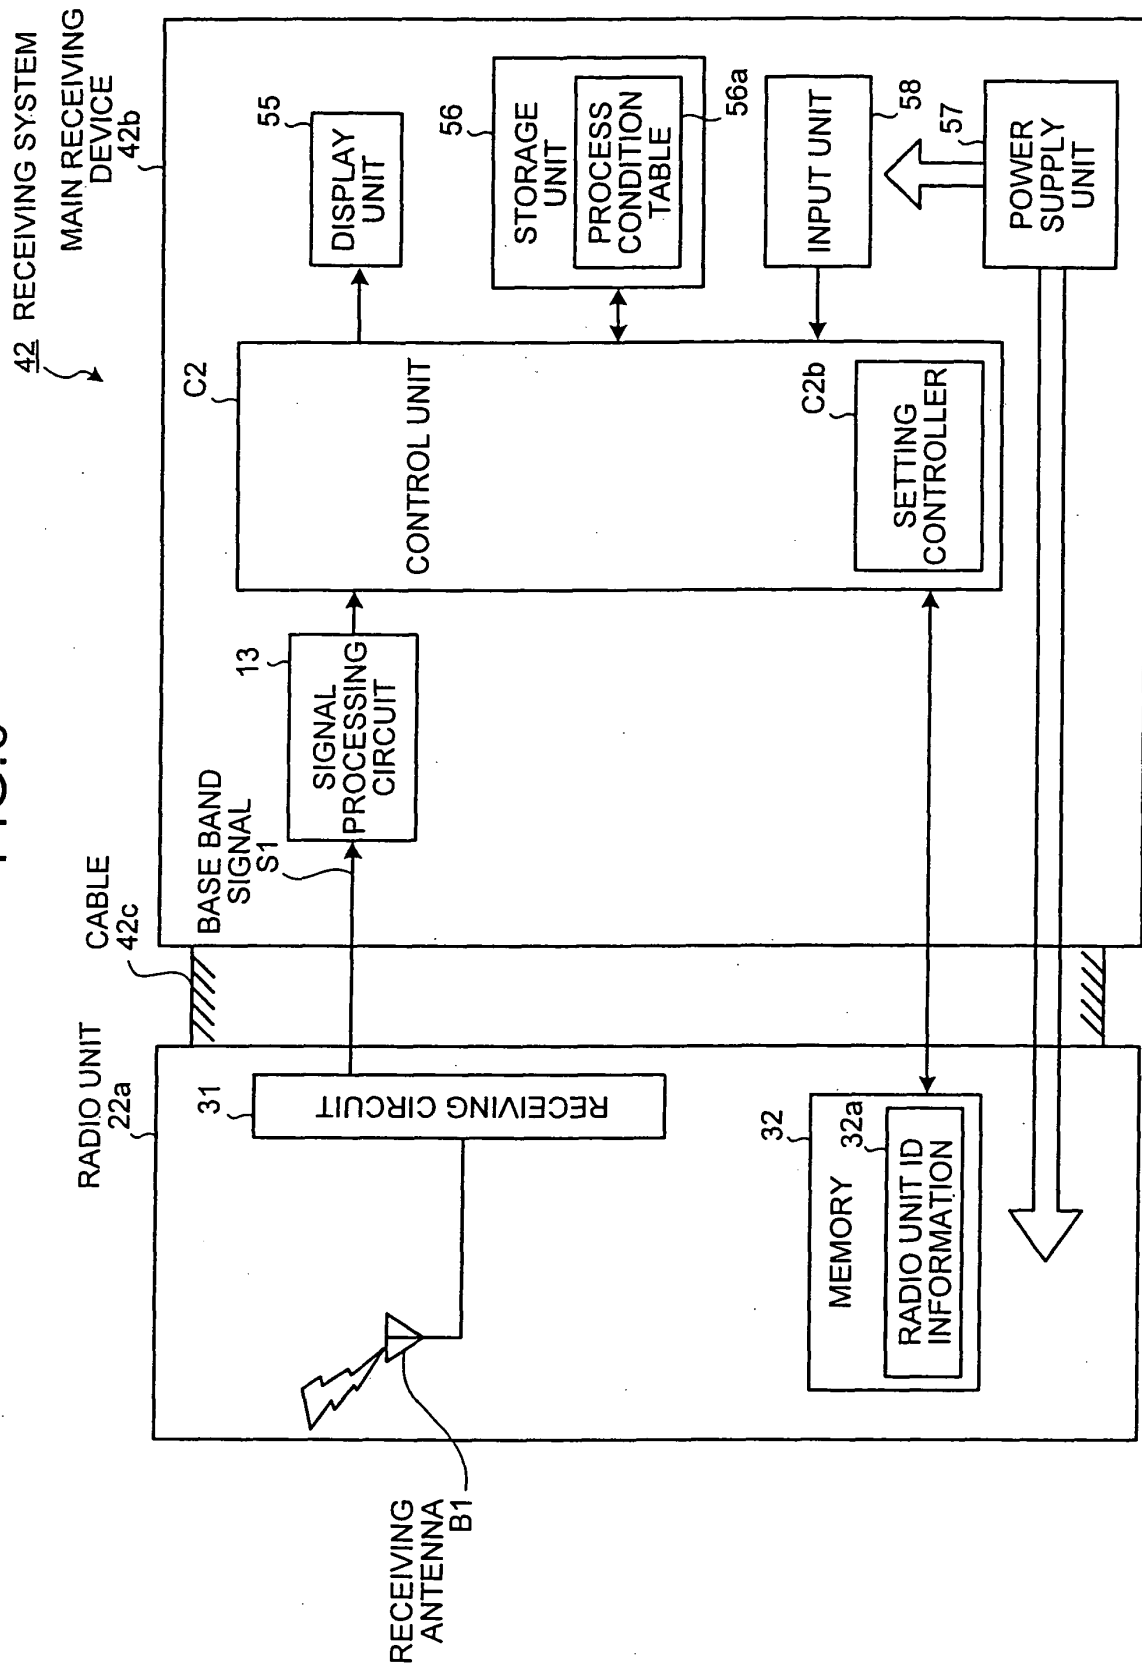 42 RECEIVING SYSTEM
MAIN RECEIVING
DEVICE
42b
RADIO UNIT
22a
CABLE
42c
BASE BAND
SIGNAL
S1
RECEIVING
ANTENNA
B1
31
RECEIVING CIRCUIT
32
MEMORY
32a
RADIO UNIT ID
INFORMATION
13
SIGNAL
PROCESSING
CIRCUIT
C2
CONTROL UNIT
C2b
SETTING
CONTROLLER
55
DISPLAY
UNIT
56
STORAGE
UNIT
PROCESS
CONDITION
TABLE
56a
INPUT UNIT
58
57
POWER
SUPPLY
UNIT